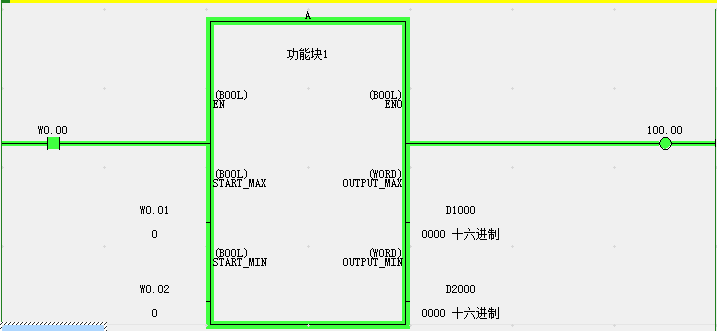 A
功能块1
(BOOL) (BOOL)
EN ENO
W0.00 100.00
(BOOL) (WORD)
START_MAX OUTPUT_MAX
W0.01 D1000
0 0000 十六进制
(BOOL) (WORD)
START_MIN OUTPUT_MIN
W0.02 D2000
0 0000 十六进制